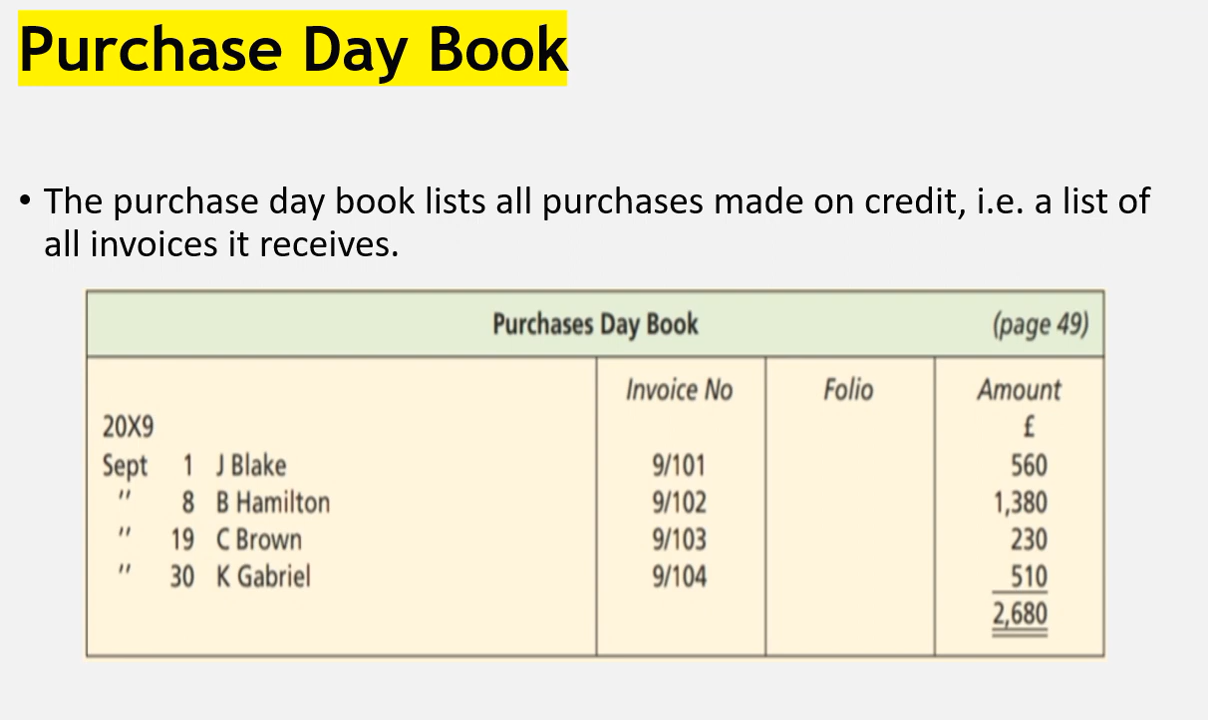 Purchase Day Book
• The purchase day book lists all purchases made on credit, i.e. a list of
all invoices it receives.
Purchases Day Book (page 49)
Invoice No Folio Amount
20X9 £
Sept 1 J Blake 9/101 560
" 8 B Hamilton 9/102 1,380
" 19 C Brown 9/103 230
" 30 K Gabriel 9/104 510
2,680